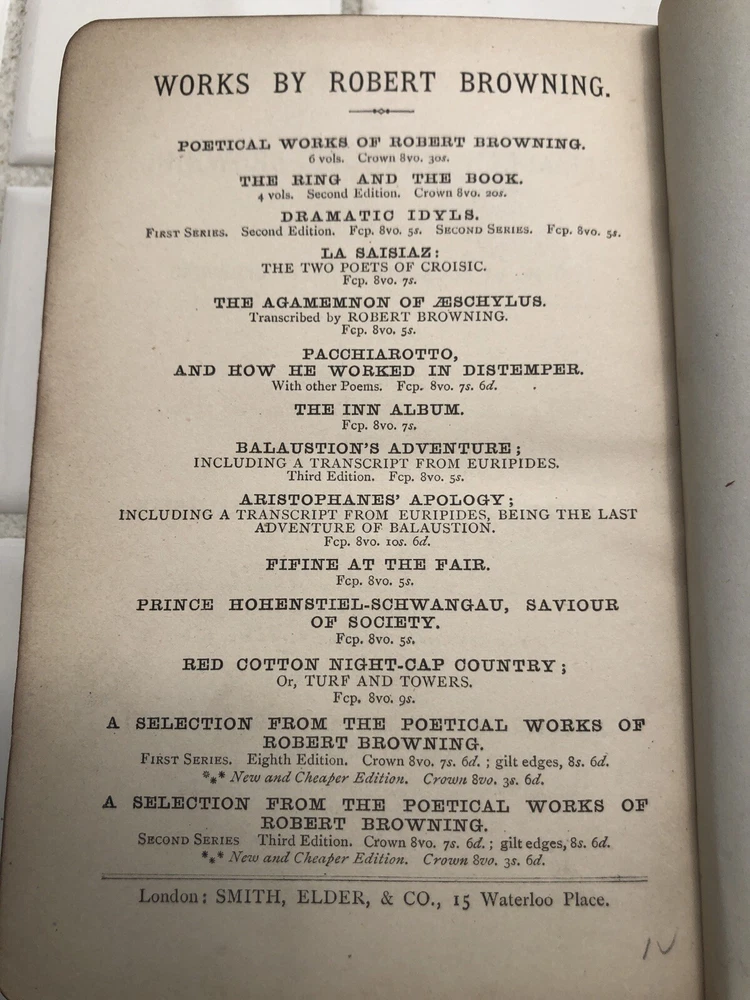 WORKS BY ROBERT BROWNING.
POETICAL WORKS OF ROBERT BROWNING.
6 vols. Crown 8vo. 30s.
THE RING AND THE BOOK.
4 vols. Second Edition. Crown 8vo. 20s.
DRAMATIC IDYLS.
FIRST SERIES. Second Edition. Fcp. 8vo. 5s. SECOND SERIES. Fcp. 8vo. 5s.
LA SAISIAZ:
THE TWO POETS OF CROISIC.
Fcp. 8vo. 7s.
THE AGAMEMNON OF ÆSCHYLUS.
Transcribed by ROBERT BROWNING.
Fcp. 8vo. 5s.
PACCHIAROTTO,
AND HOW HE WORKED IN DISTEMPER.
With other Poems. Fcp. 8vo. 7s. 6d.
THE INN ALBUM.
Fcp. 8vo. 7s.
BALAUSTION'S ADVENTURE;
INCLUDING A TRANSCRIPT FROM EURIPIDES.
Third Edition. Fcp. 8vo. 5s.
ARISTOPHANES' APOLOGY;
INCLUDING A TRANSCRIPT FROM EURIPIDES, BEING THE LAST
ADVENTURE OF BALAUSTION.
Fcp. 8vo. 10s. 6d.
FIFINE AT THE FAIR.
Fcp. 8vo. 5s.
PRINCE HOHENSTIEL-SCHWANGAU, SAVIOUR
OF SOCIETY.
Fcp. 8vo. 5s.
RED COTTON NIGHT-CAP COUNTRY;
Or, TURF AND TOWERS.
Fcp. 8vo. 9s.
A SELECTION FROM THE POETICAL WORKS OF
ROBERT BROWNING.
FIRST SERIES. Eighth Edition. Crown 8vo. 7s. 6d.; gilt edges, 8s. 6d.
*** New and Cheaper Edition. Crown 8vo. 3s. 6d.
A SELECTION FROM THE POETICAL WORKS OF
ROBERT BROWNING.
SECOND SERIES Third Edition. Crown 8vo. 7s. 6d.; gilt edges, 8s. 6d.
*** New and Cheaper Edition. Crown 8vo. 3s. 6d.
London: SMITH, ELDER, & CO., 15 Waterloo Place.